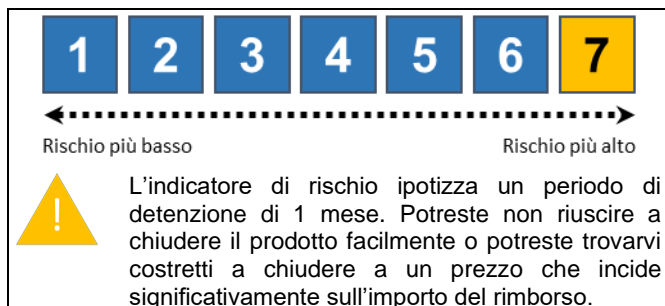 1 2 3 4 5 6 7
Rischio più basso Rischio più alto
! L’indicatore di rischio ipotizza un periodo di
detenzione di 1 mese. Potreste non riuscire a
chiudere il prodotto facilmente o potreste trovarvi
costretti a chiudere a un prezzo che incide
significativamente sull’importo del rimborso.